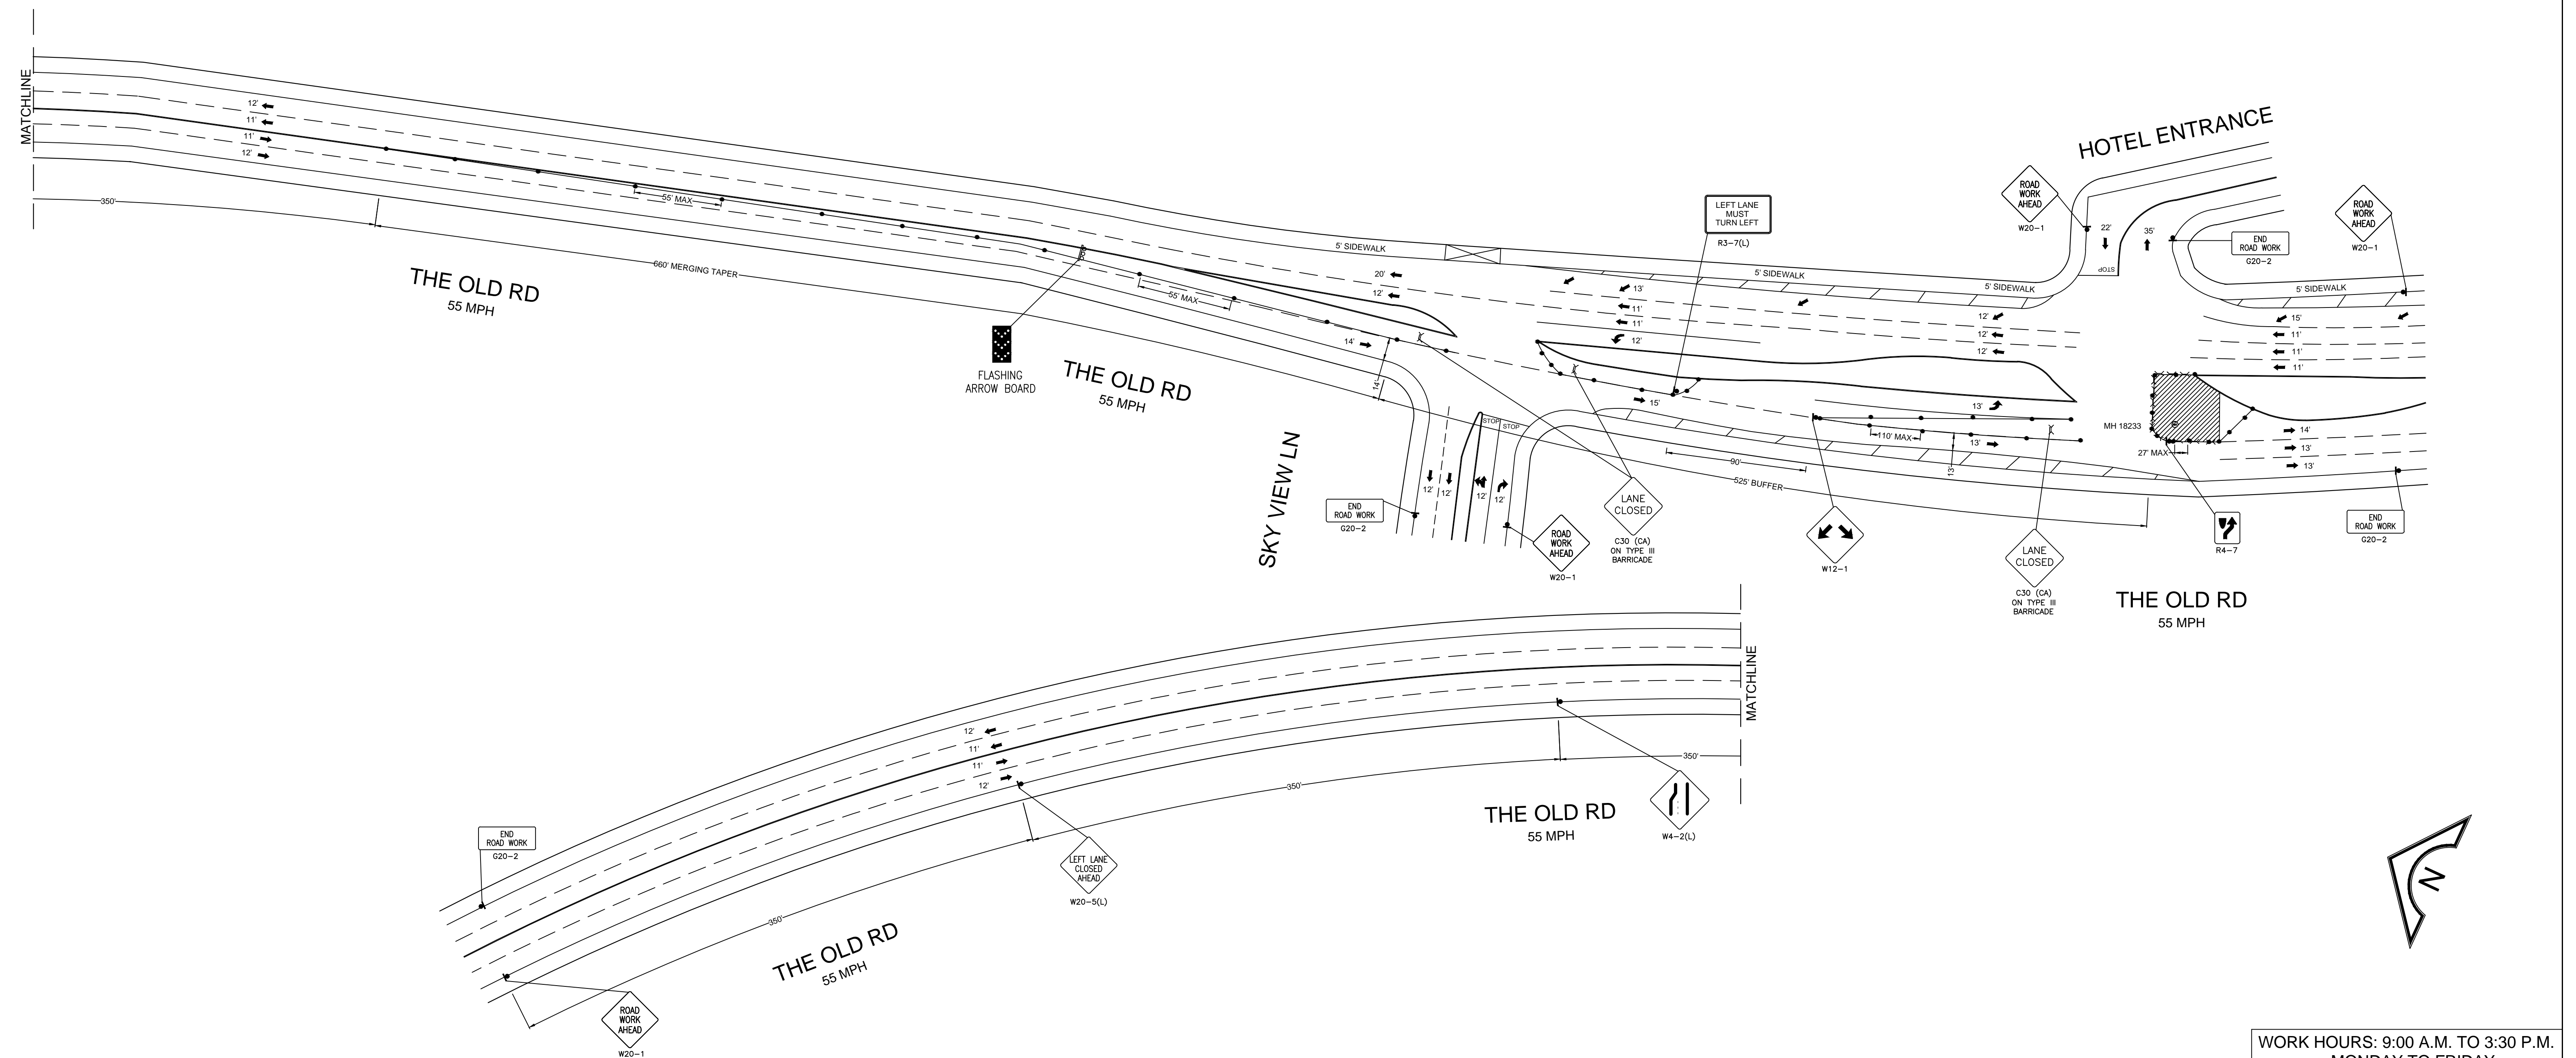 MATCHLINE
12'
11'
11'
12'
350'
55' MAX
660' MERGING TAPER
THE OLD RD
55 MPH
FLASHING
ARROW BOARD
THE OLD RD
55 MPH
55' MAX
14'
14'
20'
12'
5' SIDEWALK
LEFT LANE
MUST
TURN LEFT
R3-7(L)
5' SIDEWALK
5' SIDEWALK
13'
11'
11'
12'
15'
12'
12'
12'
HOTEL ENTRANCE
ROAD
WORK
AHEAD
W20-1
22'
35'
STOP
END
ROAD WORK
G20-2
ROAD
WORK
AHEAD
W20-1
5' SIDEWALK
15'
11'
11'
11'
13'
110' MAX
13'
13'
MH 18233
27' MAX
14'
13'
13'
90'
525' BUFFER
STOP
STOP
12'
12'
12'
12'
SKY VIEW LN
END
ROAD WORK
G20-2
ROAD
WORK
AHEAD
W20-1
LANE
CLOSED
C30 (CA)
ON TYPE III
BARRICADE
W12-1
LANE
CLOSED
C30 (CA)
ON TYPE III
BARRICADE
R4-7
END
ROAD WORK
G20-2
THE OLD RD
55 MPH
MATCHLINE
12'
11'
11'
12'
350'
350'
350'
THE OLD RD
55 MPH
W4-2(L)
LEFT LANE
CLOSED
AHEAD
W20-5(L)
END
ROAD WORK
G20-2
THE OLD RD
55 MPH
ROAD
WORK
AHEAD
W20-1
N
WORK HOURS: 9:00 A.M. TO 3:30 P.M.
MONDAY TO FRIDAY